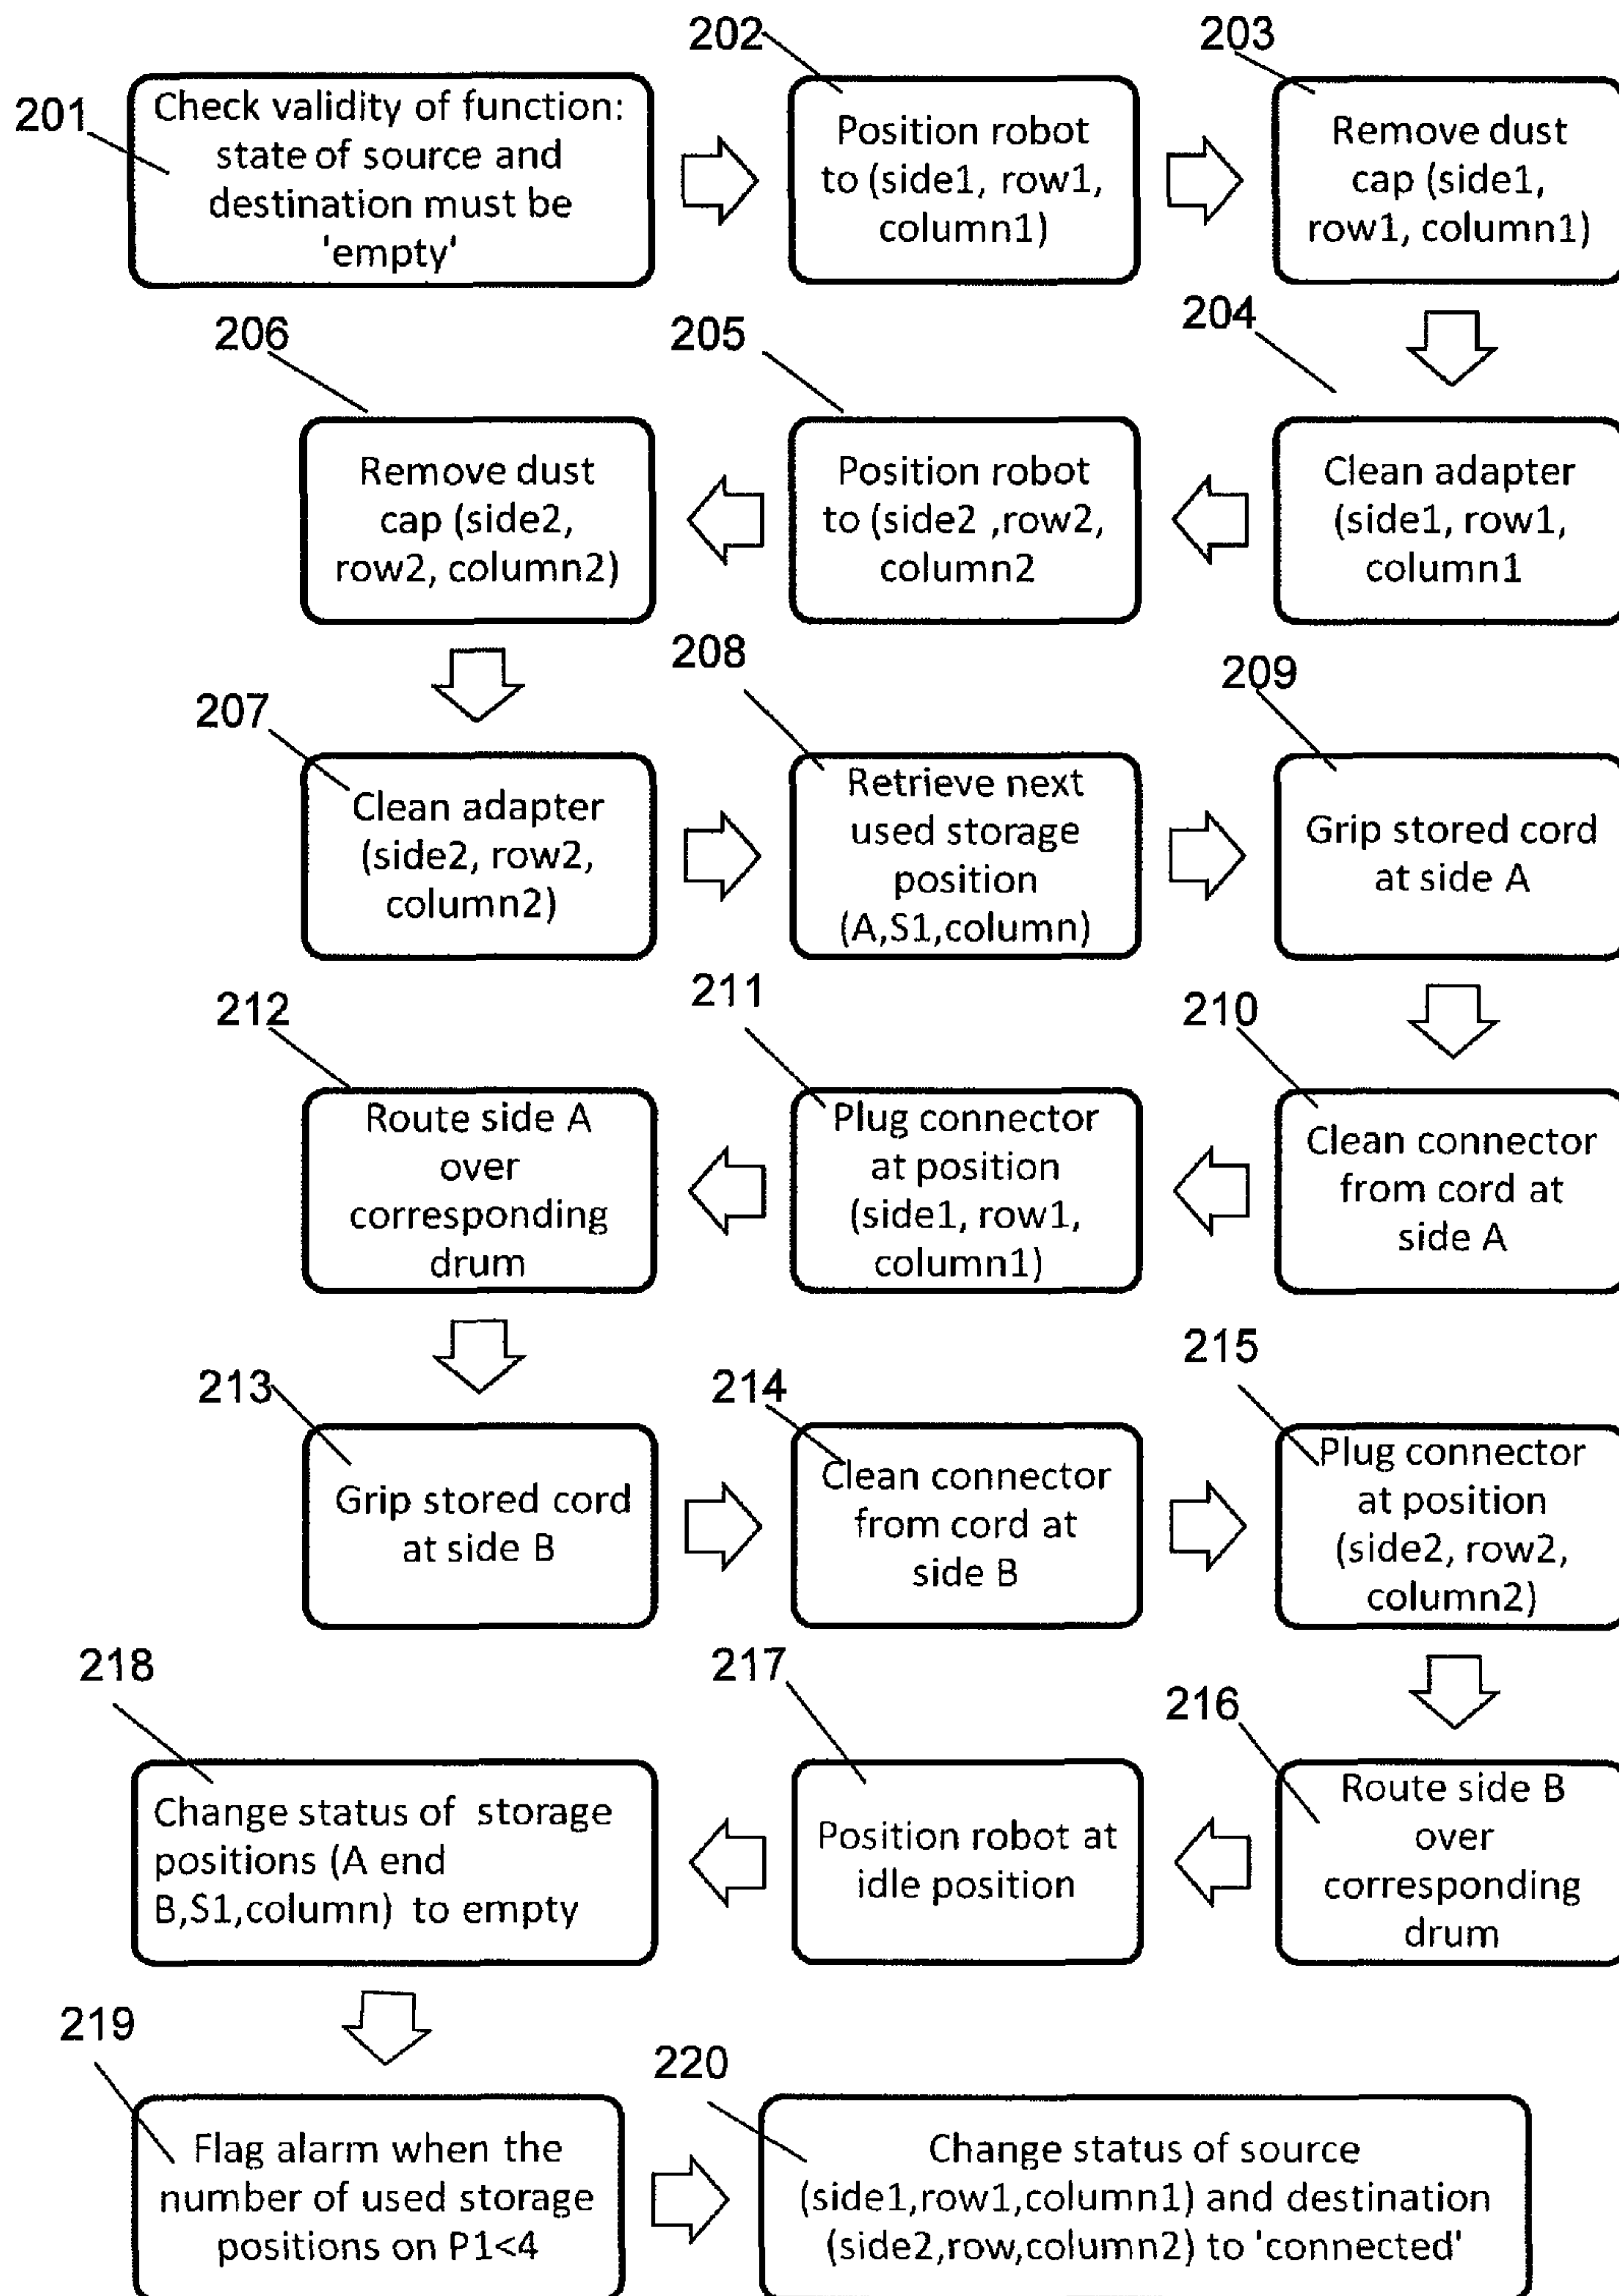 202
203
201
Check validity of function:
state of source and
destination must be
'empty'
Position robot
to (side1, row1,
column1)
Remove dust
cap (side1,
row1, column1)
206
205
204
Remove dust
cap (side2,
row2, column2)
Position robot
to (side2 ,row2,
column2
Clean adapter
(side1, row1,
column1
207
208
209
Clean adapter
(side2, row2,
column2)
Retrieve next
used storage
position
(A,S1,column)
Grip stored cord
at side A
212
211
210
Route side A
over
corresponding
drum
Plug connector
at position
(side1, row1,
column1)
Clean connector
from cord at
side A
213
214
215
Grip stored cord
at side B
Clean connector
from cord at
side B
Plug connector
at position
(side2, row2,
column2)
218
217
216
Change status of storage
positions (A end
B,S1,column) to empty
Position robot at
idle position
Route side B
over
corresponding
drum
219
220
Flag alarm when the
number of used storage
positions on P1<4
Change status of source
(side1,row1,column1) and destination
(side2,row,column2) to 'connected'